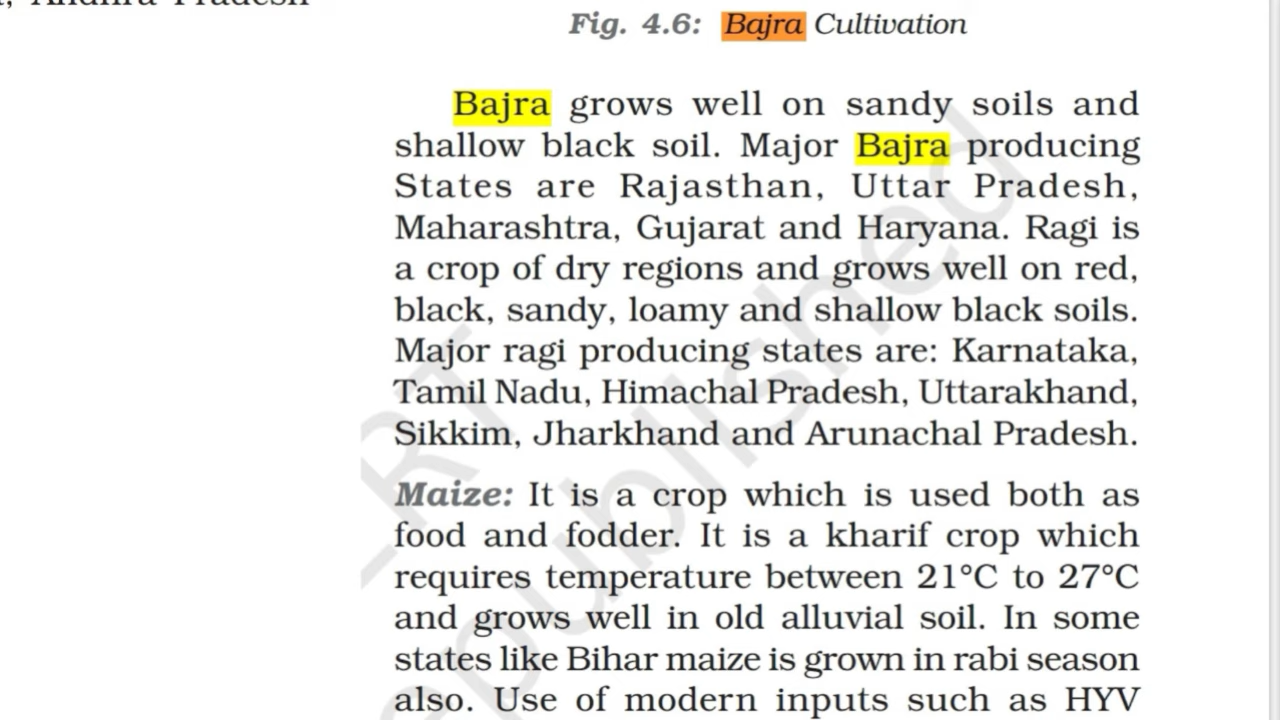 Andhra Pradesh
Fig. 4.6: Bajra Cultivation
Bajra grows well on sandy soils and
shallow black soil. Major Bajra producing
States are Rajasthan, Uttar Pradesh,
Maharashtra, Gujarat and Haryana. Ragi is
a crop of dry regions and grows well on red,
black, sandy, loamy and shallow black soils.
Major ragi producing states are: Karnataka,
Tamil Nadu, Himachal Pradesh, Uttarakhand,
Sikkim, Jharkhand and Arunachal Pradesh.
Maize: It is a crop which is used both as
food and fodder. It is a kharif crop which
requires temperature between 21°C to 27°C
and grows well in old alluvial soil. In some
states like Bihar maize is grown in rabi season
also. Use of modern inputs such as HYV